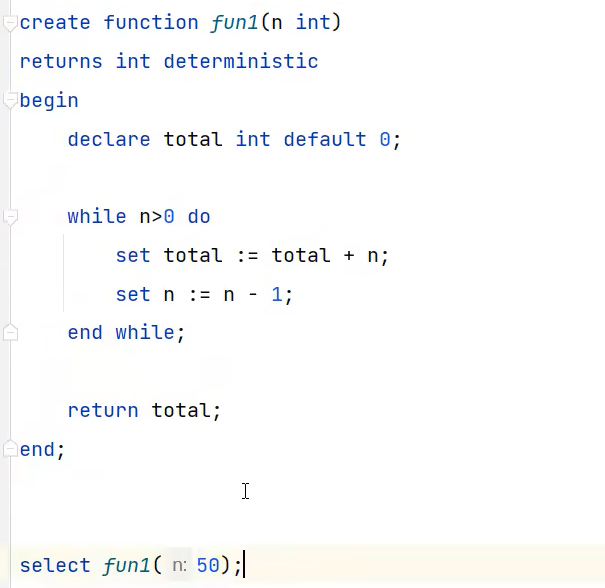 create function fun1(n int)
returns int deterministic
begin
    declare total int default 0;
    while n>0 do
        set total := total + n;
        set n := n - 1;
    end while;
    return total;
end;
select fun1( n: 50);